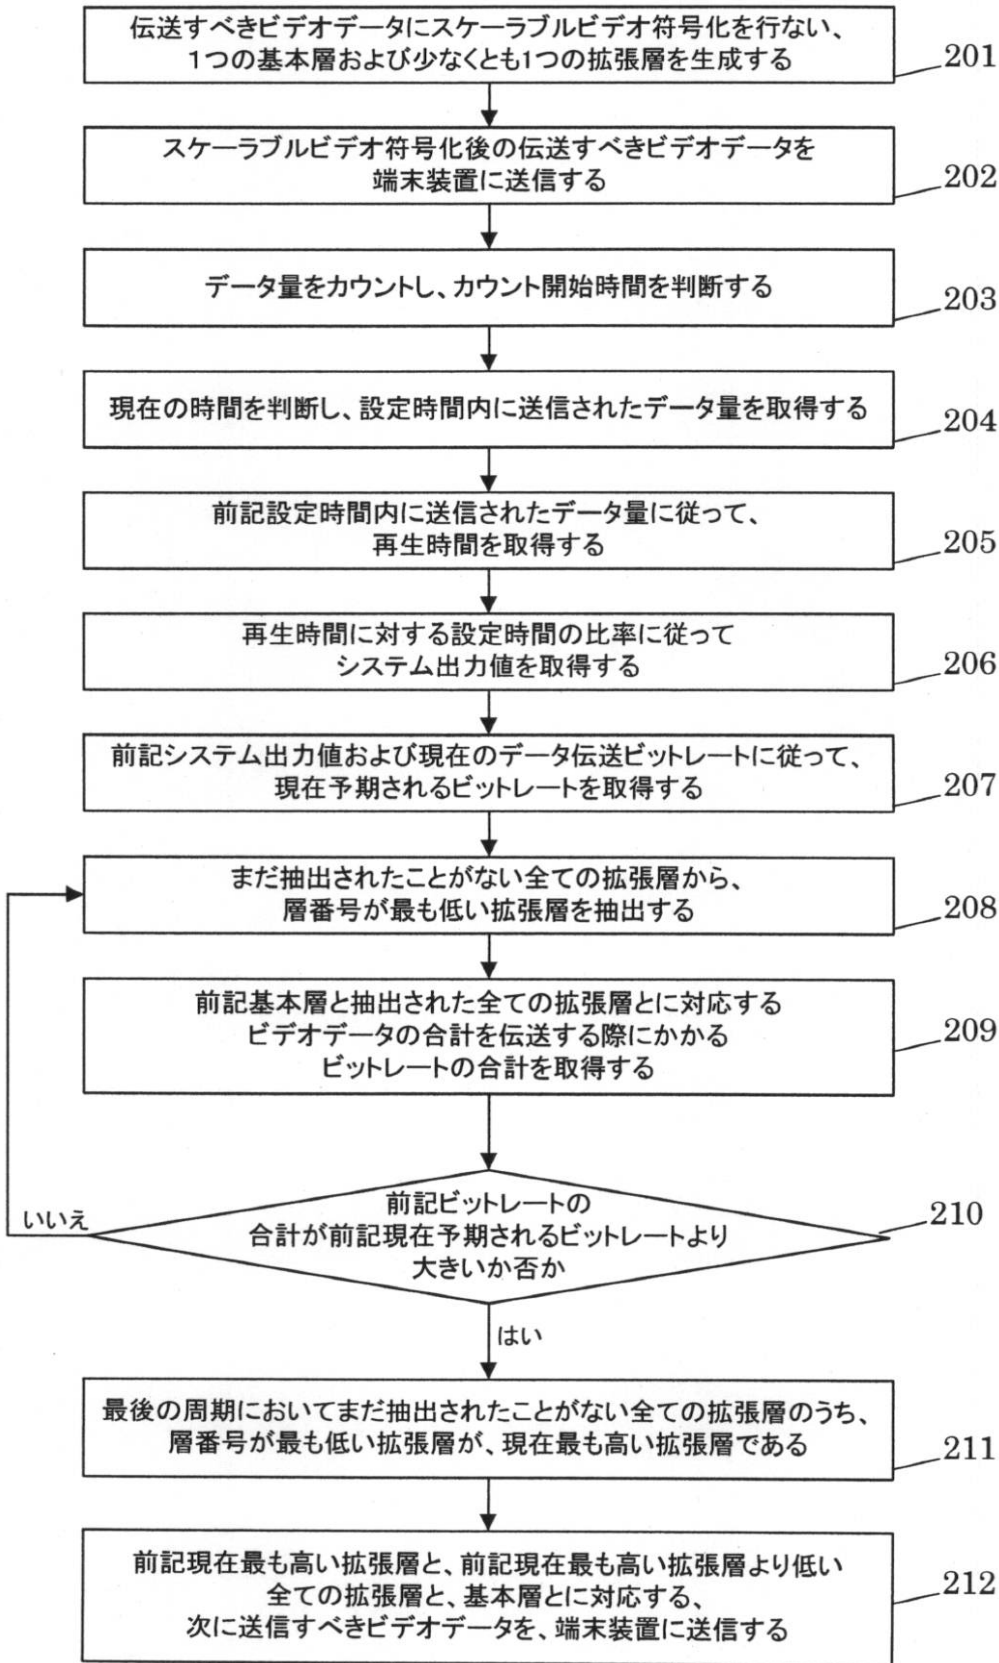 伝送すべきビデオデータにスケーラブルビデオ符号化を行ない、
1つの基本層および少なくとも1つの拡張層を生成する
201
スケーラブルビデオ符号化後の伝送すべきビデオデータを
端末装置に送信する
202
データ量をカウントし、カウント開始時間を判断する
203
現在の時間を判断し、設定時間内に送信されたデータ量を取得する
204
前記設定時間内に送信されたデータ量に従って、
再生時間を取得する
205
再生時間に対する設定時間の比率に従って
システム出力値を取得する
206
前記システム出力値および現在のデータ伝送ビットレートに従って、
現在予期されるビットレートを取得する
207
まだ抽出されたことがない全ての拡張層から、
層番号が最も低い拡張層を抽出する
208
前記基本層と抽出された全ての拡張層とに対応する
ビデオデータの合計を伝送する際にかかる
ビットレートの合計を取得する
209
前記ビットレートの
合計が前記現在予期されるビットレートより
大きいか否か
210
いいえ
はい
最後の周期においてまだ抽出されたことがない全ての拡張層のうち、
層番号が最も低い拡張層が、現在最も高い拡張層である
211
前記現在最も高い拡張層と、前記現在最も高い拡張層より低い
全ての拡張層と、基本層とに対応する、
次に送信すべきビデオデータを、端末装置に送信する
212